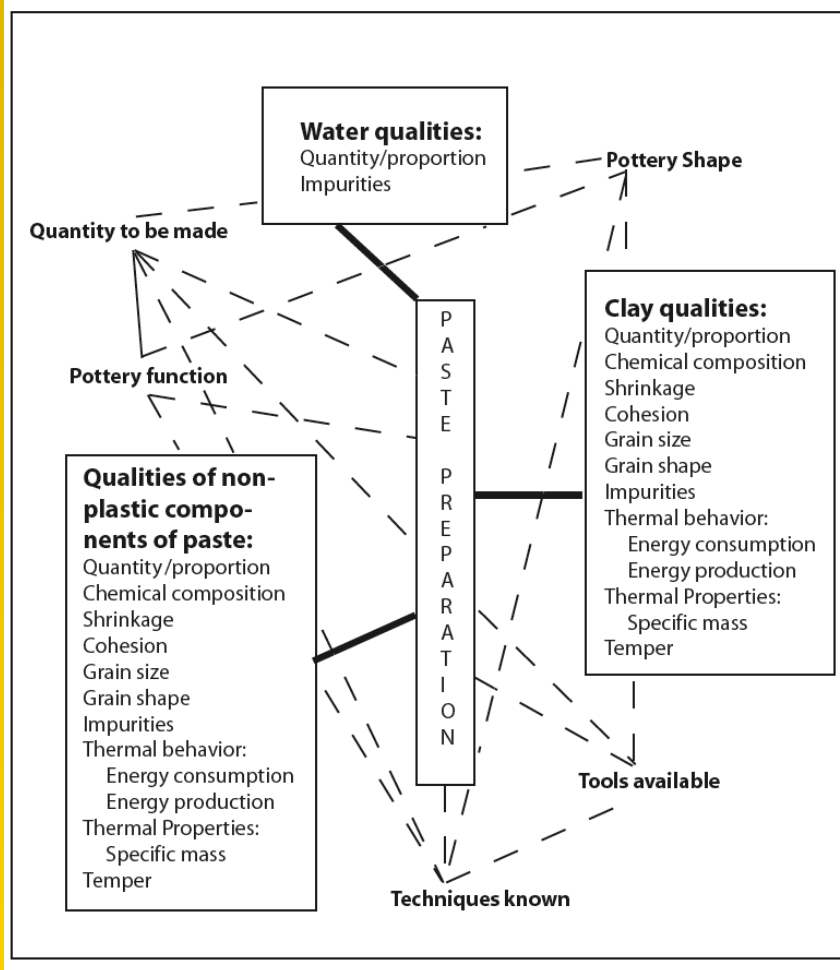 Water qualities:
Quantity/proportion
Impurities
Pottery Shape
Quantity to be made
Pottery function
PASTE PREPARATION
Clay qualities:
Quantity/proportion
Chemical composition
Shrinkage
Cohesion
Grain size
Grain shape
Impurities
Thermal behavior:
Energy consumption
Energy production
Thermal Properties:
Specific mass
Temper
Qualities of non-
plastic compo-
nents of paste:
Quantity/proportion
Chemical composition
Shrinkage
Cohesion
Grain size
Grain shape
Impurities
Thermal behavior:
Energy consumption
Energy production
Thermal Properties:
Specific mass
Temper
Tools available
Techniques known